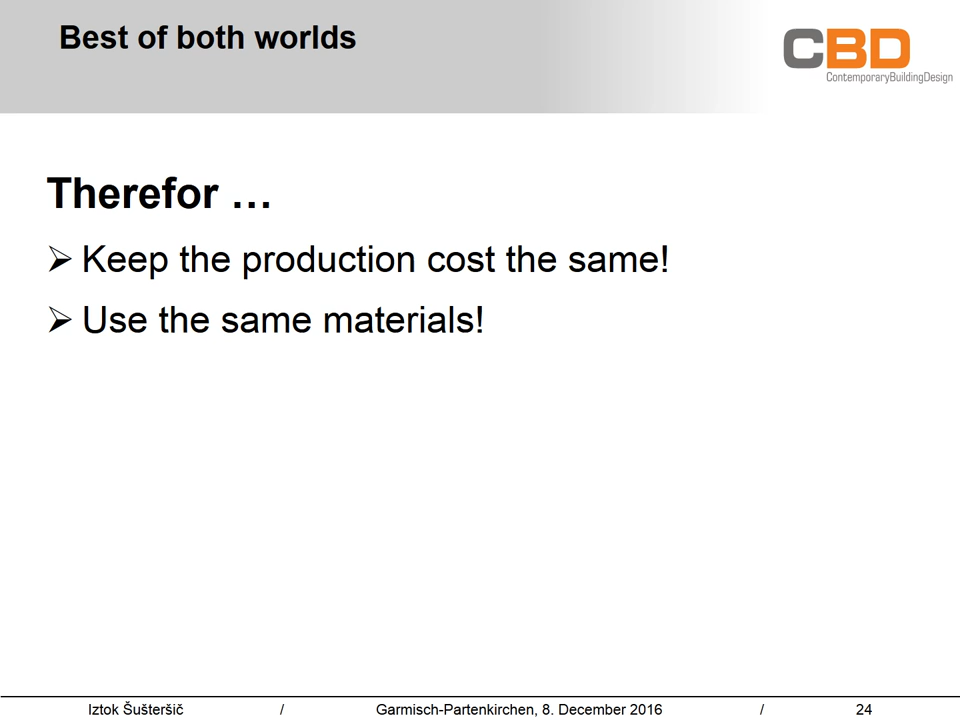 Best of both worlds
CBD
ContemporaryBuildingDesign
Therefor …
➢ Keep the production cost the same!
➢ Use the same materials!
Iztok Šušteršič / Garmisch-Partenkirchen, 8. December 2016 / 24